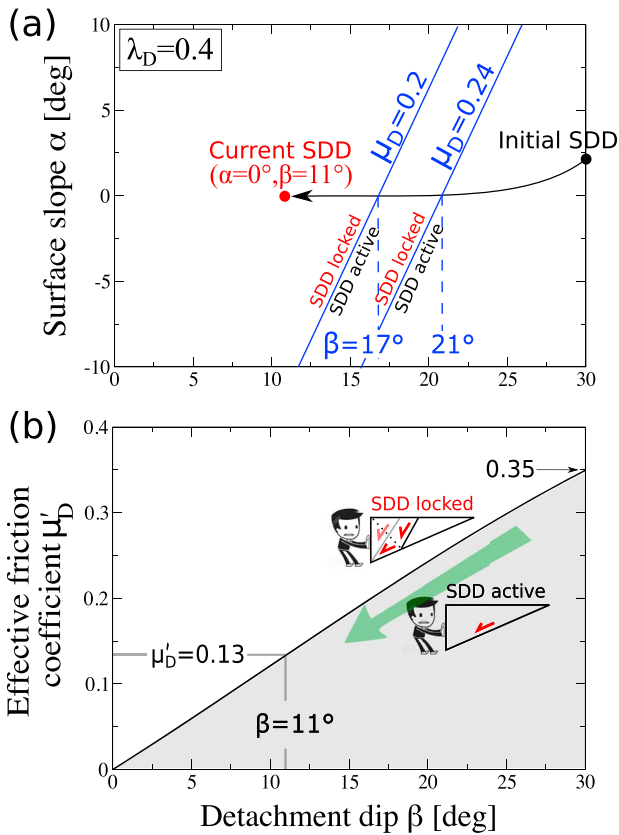 (a)
λD=0.4
10
5
0
-5
-10
Surface slope α [deg]
μD=0.2
μD=0.24
Initial SDD
Current SDD
(α=0°,β=11°)
SDD locked
SDD active
SDD locked
SDD active
β=17°
21°
0
5
10
15
20
25
30
(b)
0.4
0.3
0.2
0.1
0
Effective friction
coefficient μ′D
0.35
SDD locked
SDD active
μ′D=0.13
β=11°
0
5
10
15
20
25
30
Detachment dip β [deg]